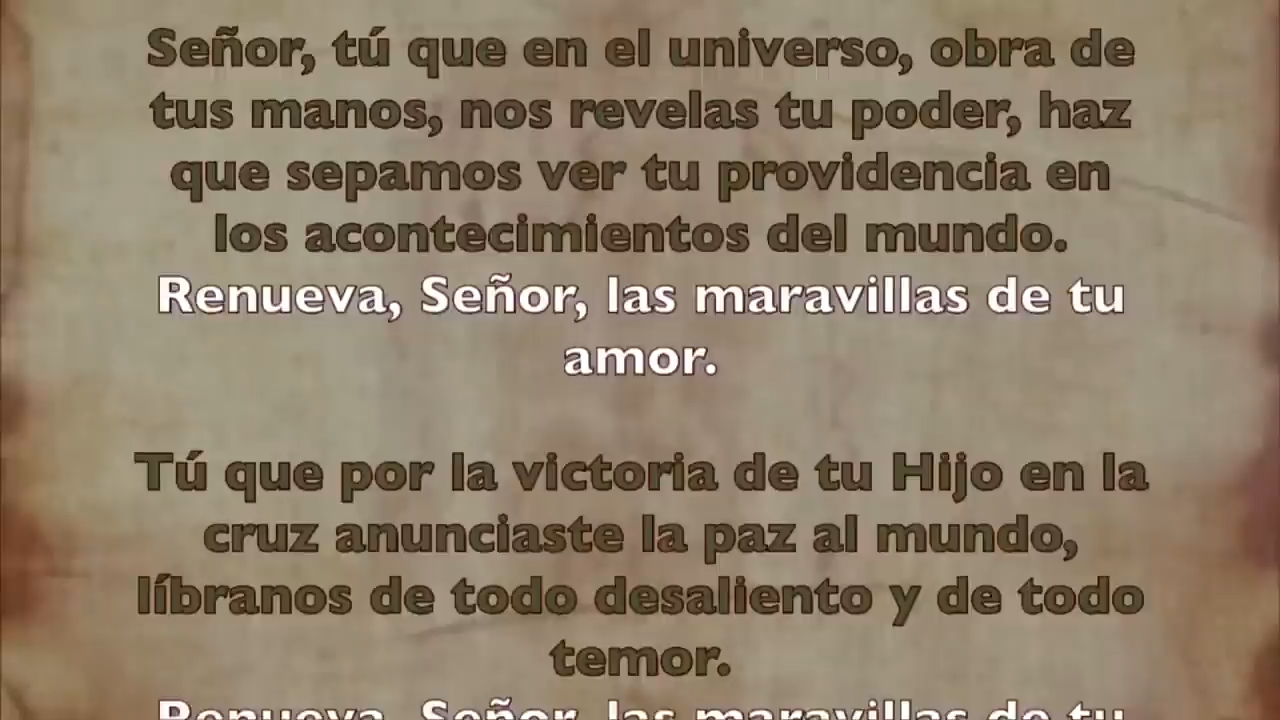 Señor, tú que en el universo, obra de
tus manos, nos revelas tu poder, haz
que sepamos ver tu providencia en
los acontecimientos del mundo.
Renueva, Señor, las maravillas de tu
amor.
Tú que por la victoria de tu Hijo en la
cruz anunciaste la paz al mundo,
líbranos de todo desaliento y de todo
temor.
Renueva, Señor, las maravillas de tu